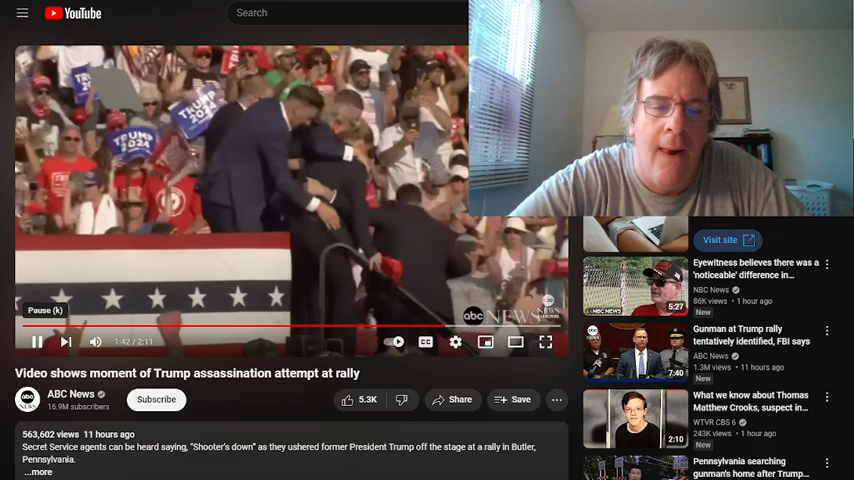 YouTube
Search
TRUMP
TRUMP
2024
TRUMP
2024
Pause (k)
abc NEWS
1:42 / 2:11
CC
Video shows moment of Trump assassination attempt at rally
abc
NEWS
ABC News
16.9M subscribers
Subscribe
5.3K
Share
Save
563,602 views 11 hours ago
Secret Service agents can be heard saying, "Shooter's down" as they ushered former President Trump off the stage at a rally in Butler,
Pennsylvania.
...more
Visit site
5:27
Eyewitness believes there was a
'noticeable' difference in...
NBC News
86K views • 1 hour ago
New
7:40
Gunman at Trump rally
tentatively identified, FBI says
ABC News
1.3M views • 11 hours ago
New
2:10
What we know about Thomas
Matthew Crooks, suspect in...
WTVR CBS 6
243K views • 1 hour ago
New
Pennsylvania searching
gunman's home after Trump...